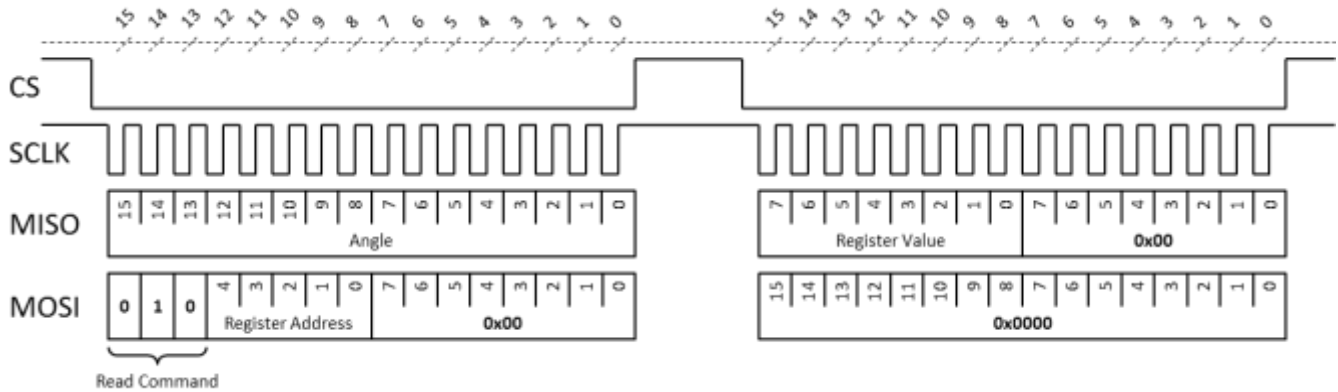 15 14 13 12 11 10 9 8 7 6 5 4 3 2 1 0 15 14 13 12 11 10 9 8 7 6 5 4 3 2 1 0
CS
SCLK
MISO 15 14 13 12 11 10 9 8 7 6 5 4 3 2 1 0 7 6 5 4 3 2 1 0 7 6 5 4 3 2 1 0
Angle Register Value 0x00
MOSI 0 1 0 4 3 2 1 0 7 6 5 4 3 2 1 0 15 14 13 12 11 10 9 8 7 6 5 4 3 2 1 0
Register Address 0x00 0x0000
Read Command